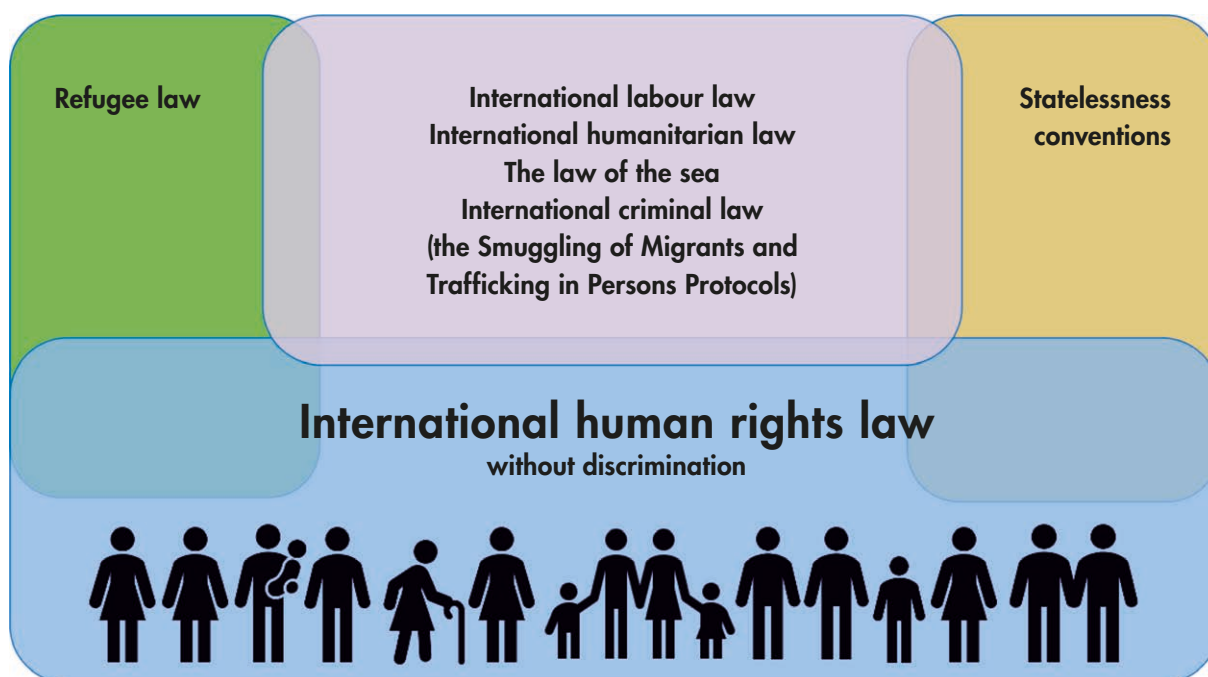 Refugee law
International labour law
International humanitarian law
The law of the sea
International criminal law
(the Smuggling of Migrants and
Trafficking in Persons Protocols)
Statelessness
conventions
International human rights law
without discrimination